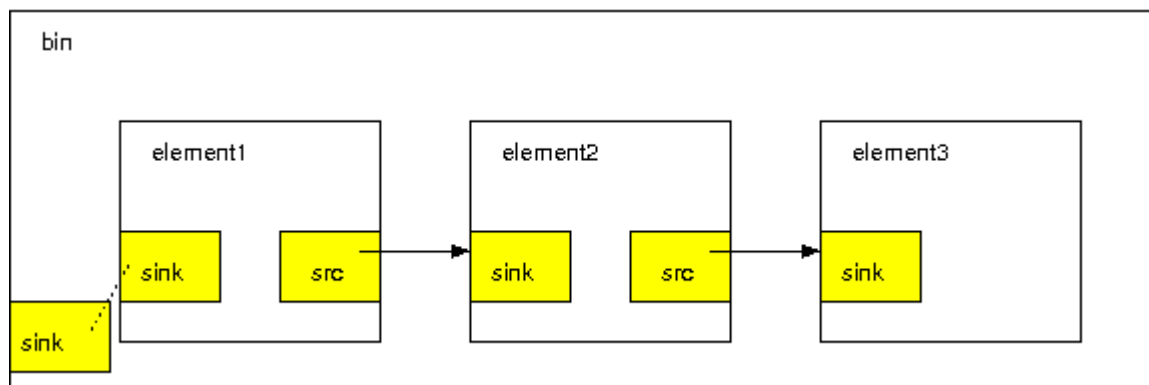 bin
element1
element2
element3
sink
src
sink
src
sink
sink